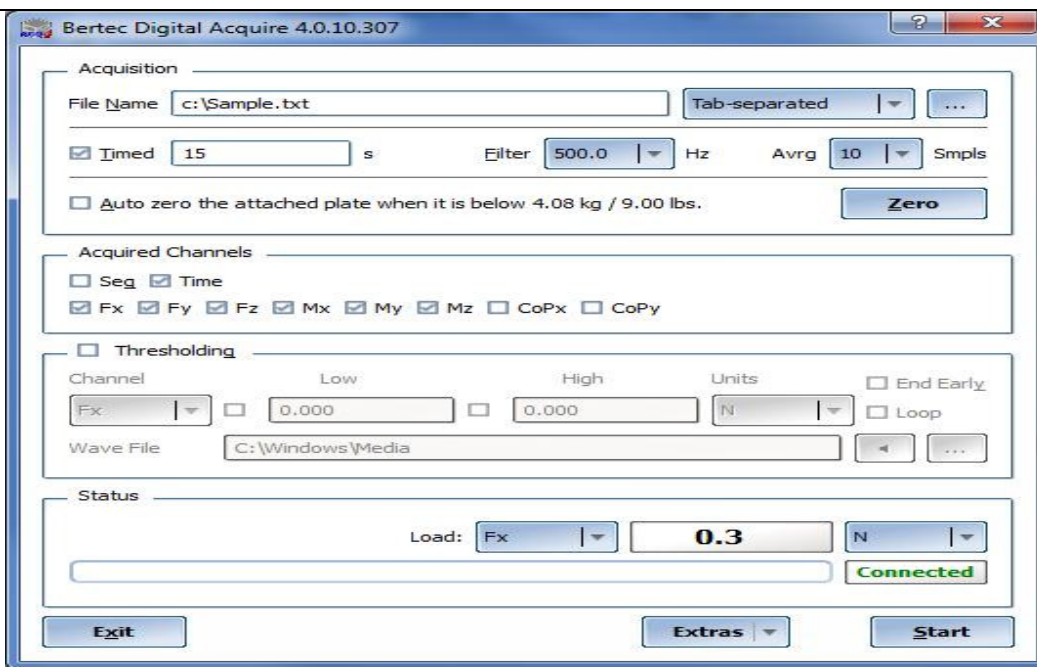 Bertec Digital Acquire 4.0.10.307
Acquisition
File Name c:\Sample.txt Tab-separated ...
Timed 15 s Filter 500.0 Hz Avrg 10 Smpls
Auto zero the attached plate when it is below 4.08 kg / 9.00 lbs. Zero
Acquired Channels
Seq Time
Fx Fy Fz Mx My Mz CoPx CoPy
Thresholding
Channel Low High Units End Early
Fx 0.000 0.000 N Loop
Wave File C:\Windows\Media ...
Status
Load: Fx 0.3 N
Connected
Exit Extras Start